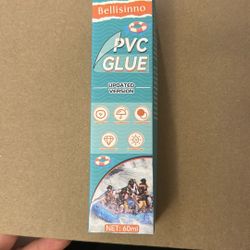 Bellisinno
PVC
GLUE
UPDATED
VERSION
NET: 60ml